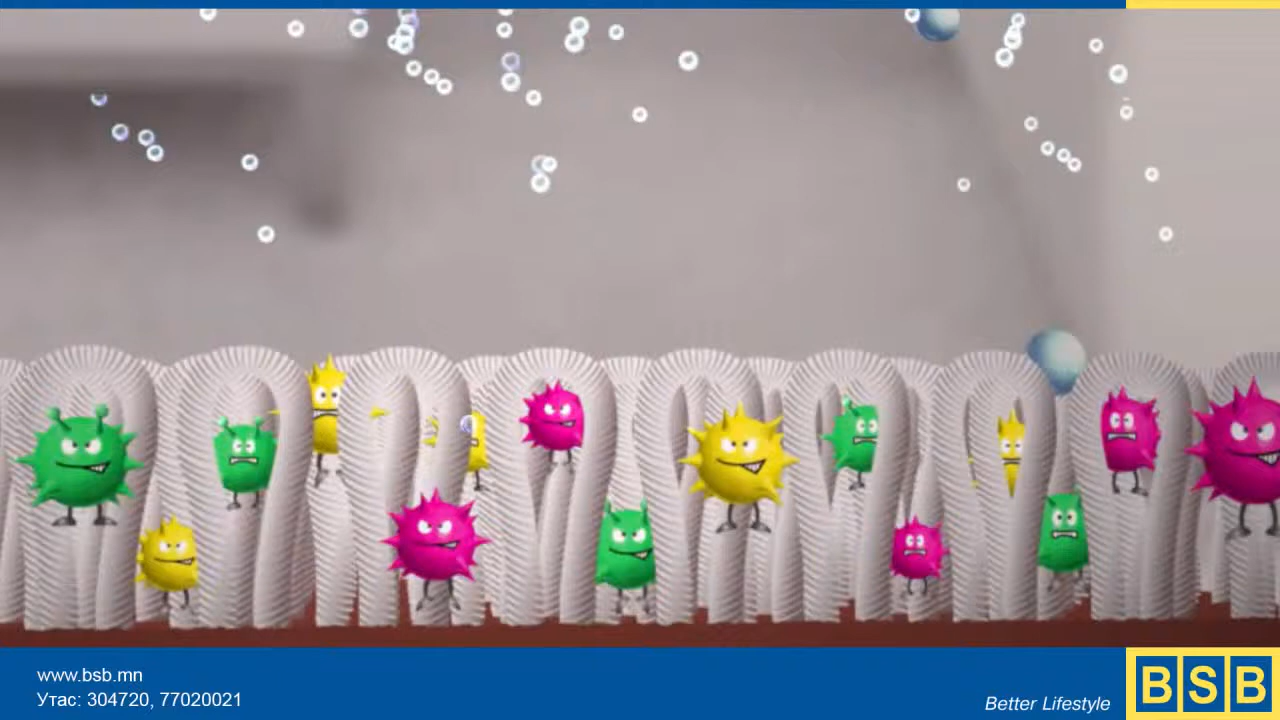 www.bsb.mn
Утас: 304720, 77020021
Better Lifestyle
BSB